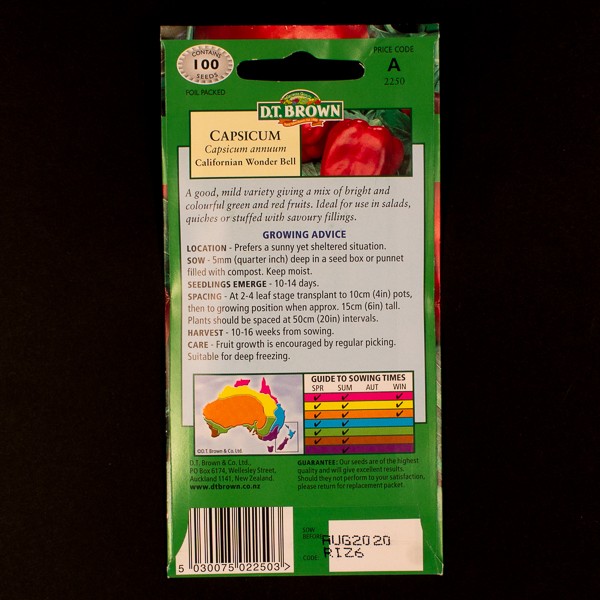 CONTAINS
100
SEEDS
FOIL PACKED
PRICE CODE
A
2250
D.T. BROWN
CAPSICUM
Capsicum annuum
Californian Wonder Bell
A good, mild variety giving a mix of bright and
colourful green and red fruits. Ideal for use in salads,
quiches or stuffed with savoury fillings.
GROWING ADVICE
LOCATION - Prefers a sunny yet sheltered situation.
SOW - 5mm (quarter inch) deep in a seed box or punnet
filled with compost. Keep moist.
SEEDLINGS EMERGE - 10-14 days.
SPACING - At 2-4 leaf stage transplant to 10cm (4in) pots,
then to growing position when approx. 15cm (6in) tall.
Plants should be spaced at 50cm (20in) intervals.
HARVEST - 10-16 weeks from sowing.
CARE - Fruit growth is encouraged by regular picking.
Suitable for deep freezing.
GUIDE TO SOWING TIMES
SPR SUM AUT WIN
©D.T. Brown & Co. Ltd.
D.T. Brown & Co. Ltd.,
PO Box 6174, Wellesley Street,
Auckland 1141, New Zealand.
www.dtbrown.co.nz
GUARANTEE: Our seeds are of the highest
quality and will give excellent results.
Should they not perform to your satisfaction,
please return for replacement packet.
SOW
BEFORE AUG2020
CODE: RIZ6
5 030075 022503 >